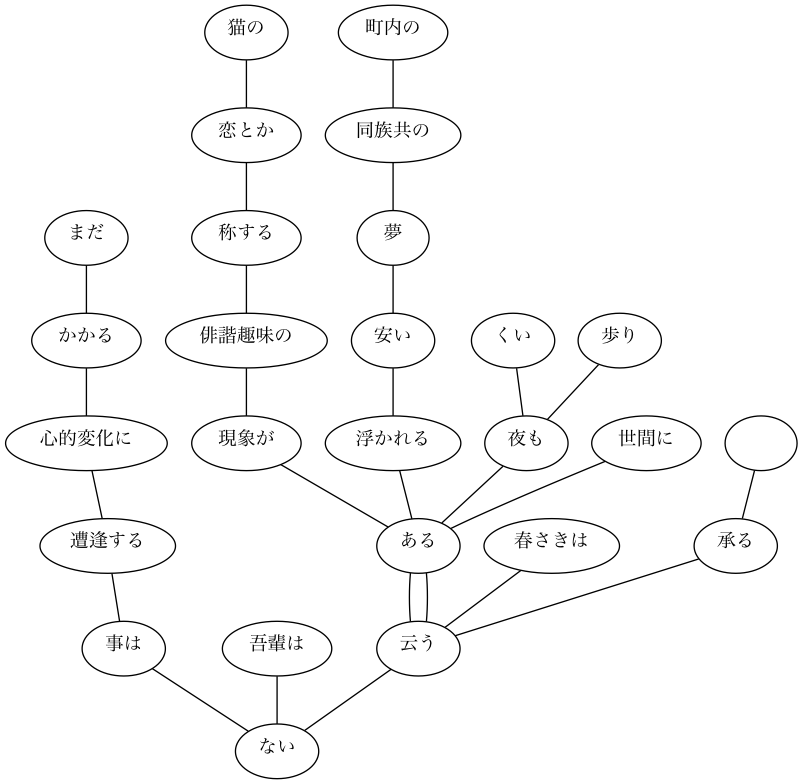 猫の
町内の
恋とか
同族共の
まだ
称する
夢
かかる
俳諧趣味の
安い
くい
歩り
心的変化に
現象が
浮かれる
夜も
世間に
遭逢する
ある
春さきは
承る
事は
吾輩は
云う
ない